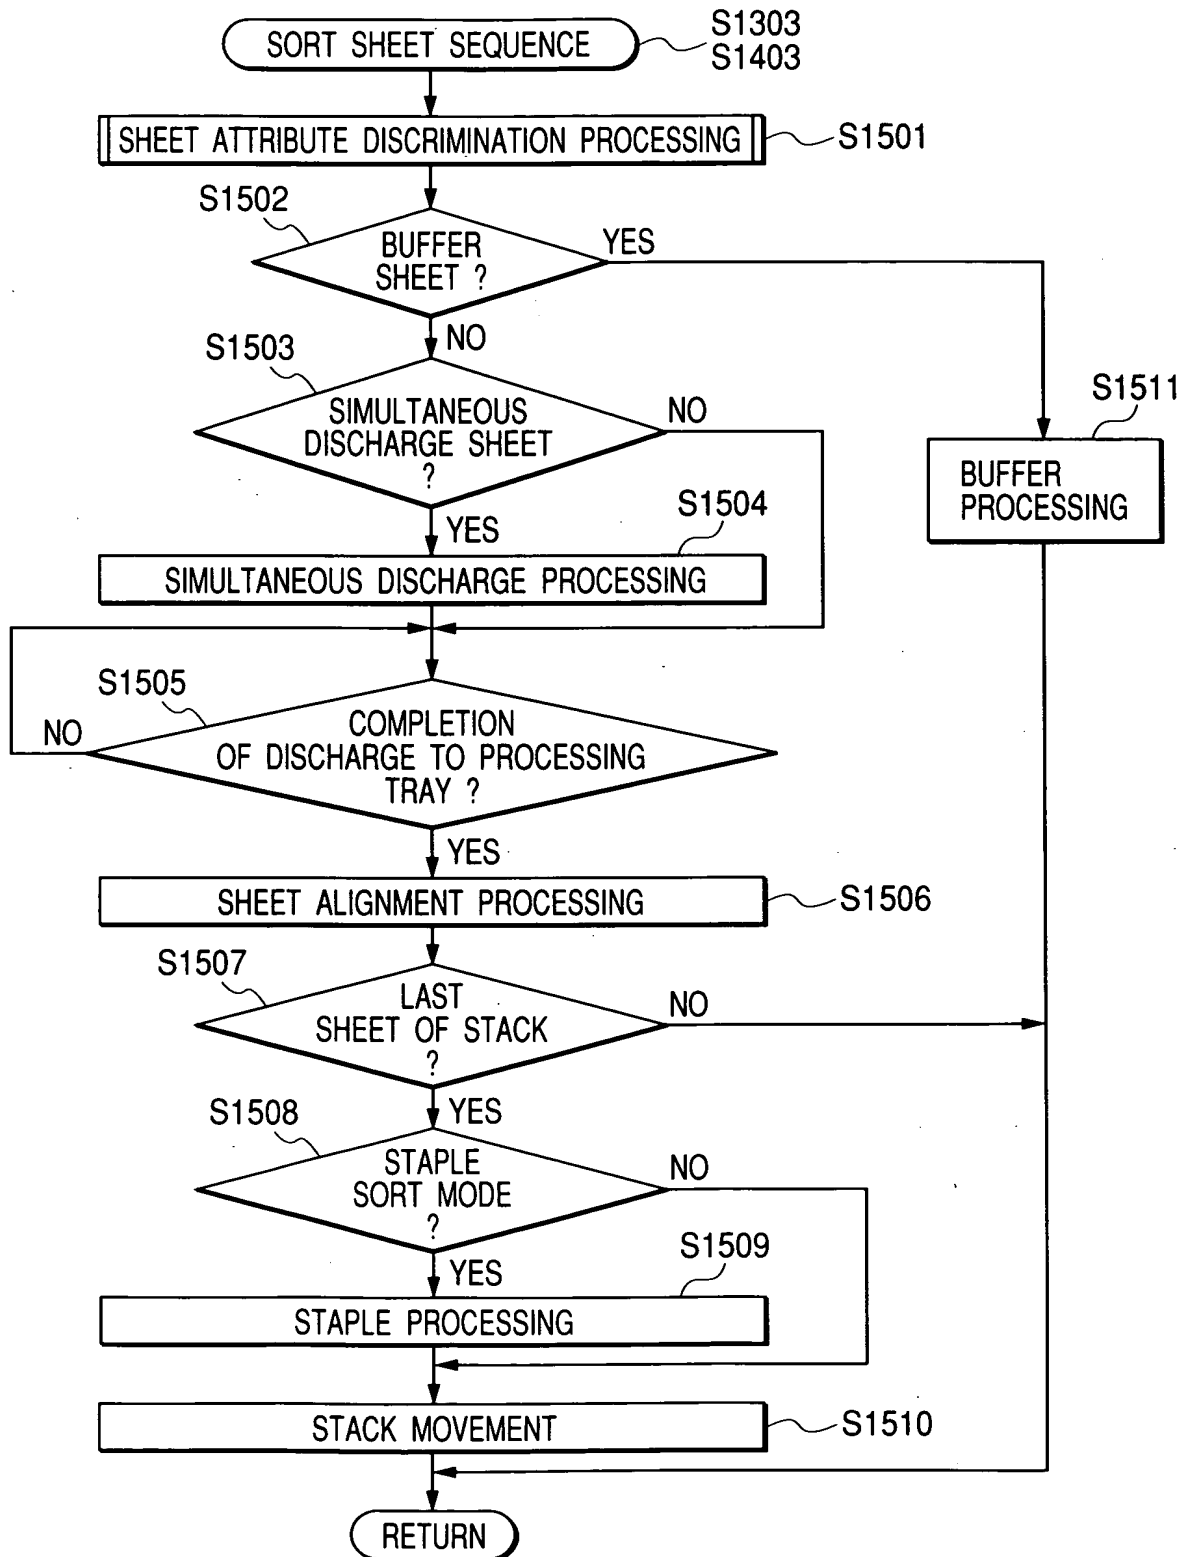 SORT SHEET SEQUENCE
S1303
S1403
SHEET ATTRIBUTE DISCRIMINATION PROCESSING
S1501
S1502
BUFFER
SHEET ?
YES
NO
S1503
SIMULTANEOUS
DISCHARGE SHEET
?
NO
YES
S1511
BUFFER
PROCESSING
S1504
SIMULTANEOUS DISCHARGE PROCESSING
S1505
NO
COMPLETION
OF DISCHARGE TO PROCESSING
TRAY ?
YES
SHEET ALIGNMENT PROCESSING
S1506
S1507
LAST
SHEET OF STACK
?
NO
YES
S1508
STAPLE
SORT MODE
?
NO
YES
S1509
STAPLE PROCESSING
STACK MOVEMENT
S1510
RETURN